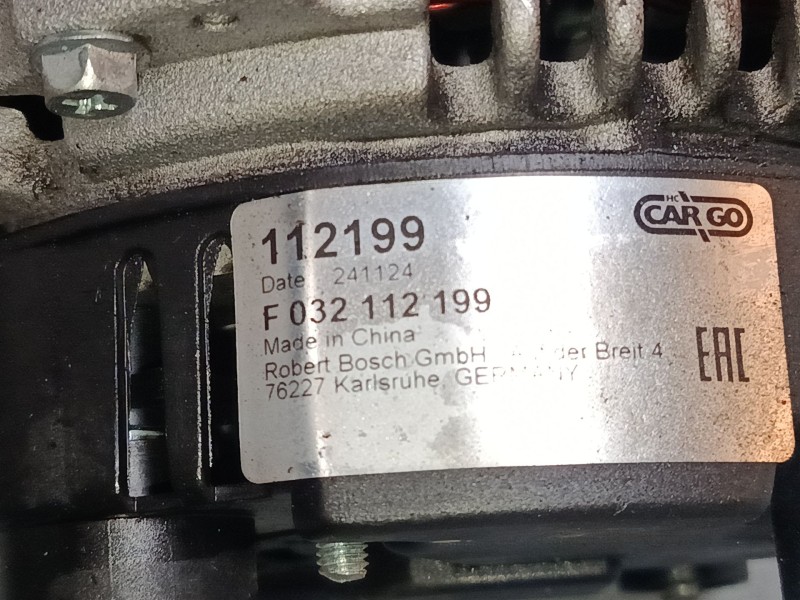 HC
CARGO
112199
Date 241124
F 032 112 199
Made in China
Robert Bosch GmbH der Breit 4
76227 Karlsruhe, GERMANY
EAC